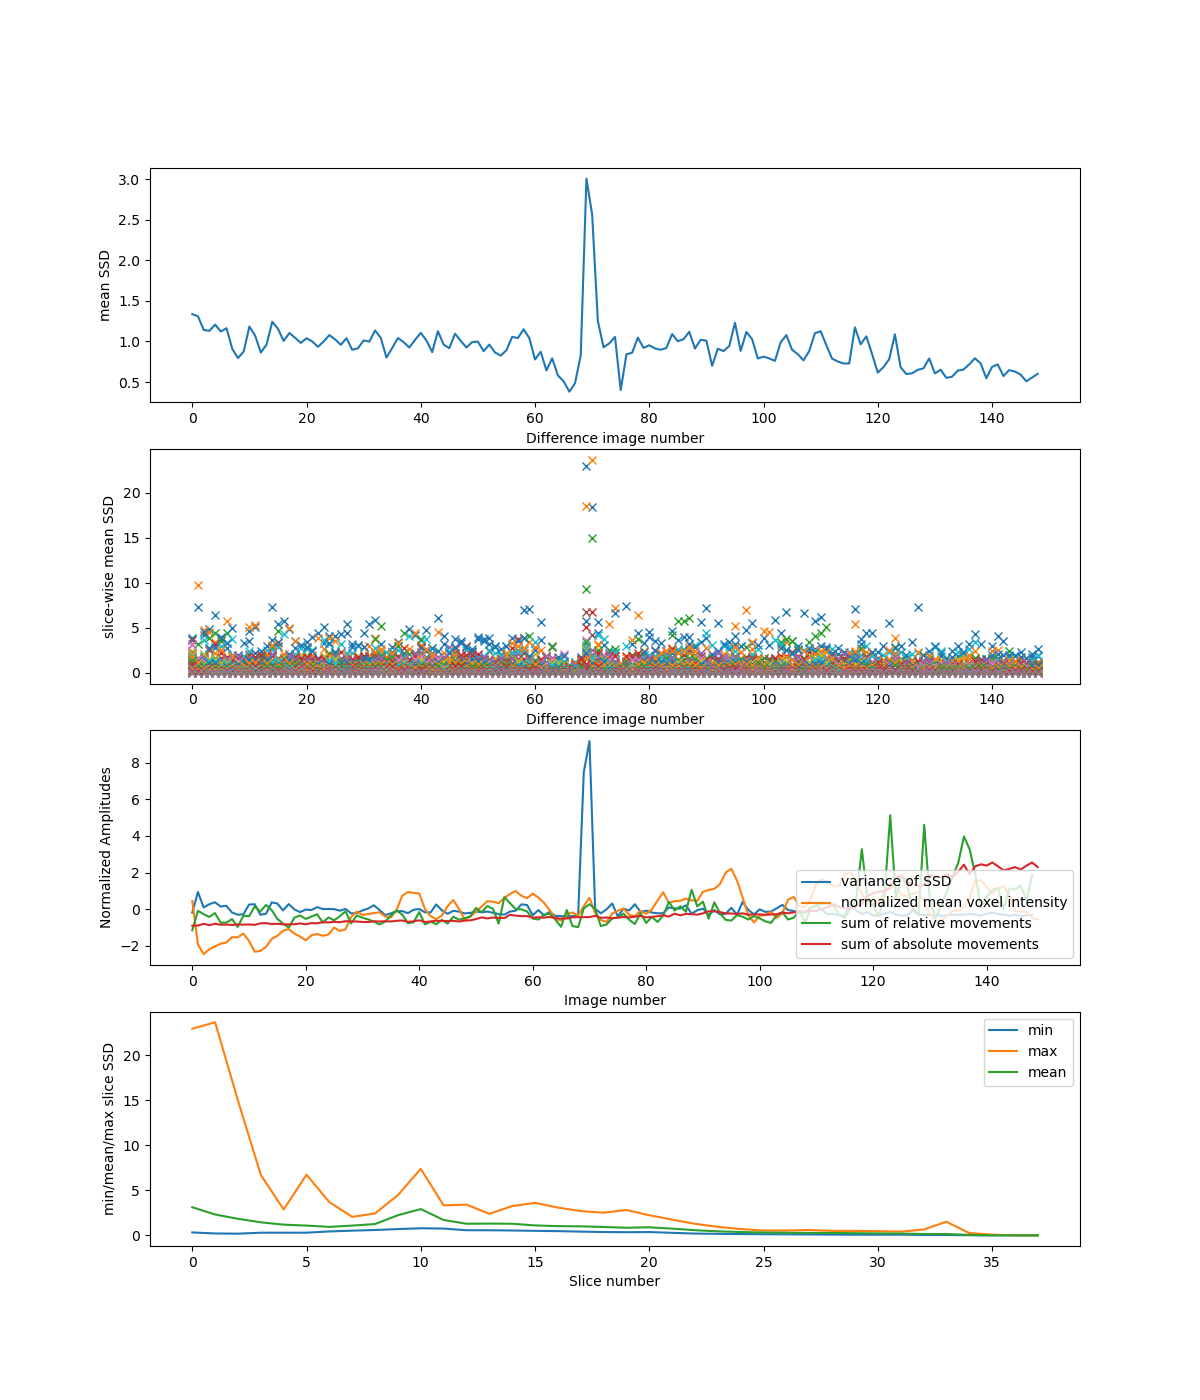 3.0
2.5
2.0
1.5
1.0
0.5
mean SSD
0 20 40 60 80 100 120 140
Difference image number
20
15
10
5
0
slice-wise mean SSD
0 20 40 60 80 100 120 140
Difference image number
8
6
4
2
0
−2
Normalized Amplitudes
variance of SSD
normalized mean voxel intensity
sum of relative movements
sum of absolute movements
0 20 40 60 80 100 120 140
Image number
20
15
10
5
0
min/mean/max slice SSD
min
max
mean
0 5 10 15 20 25 30 35
Slice number